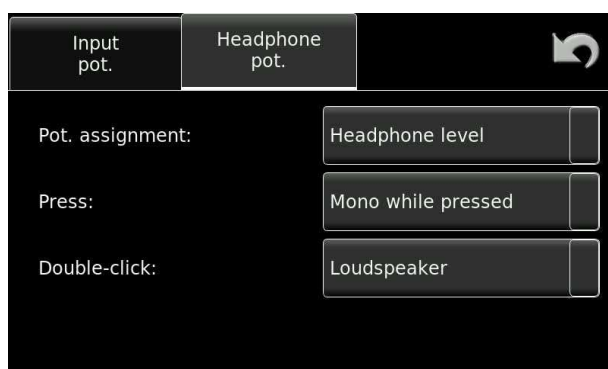 Input
pot.
Headphone
pot.
Pot. assignment:
Headphone level
Press:
Mono while pressed
Double-click:
Loudspeaker